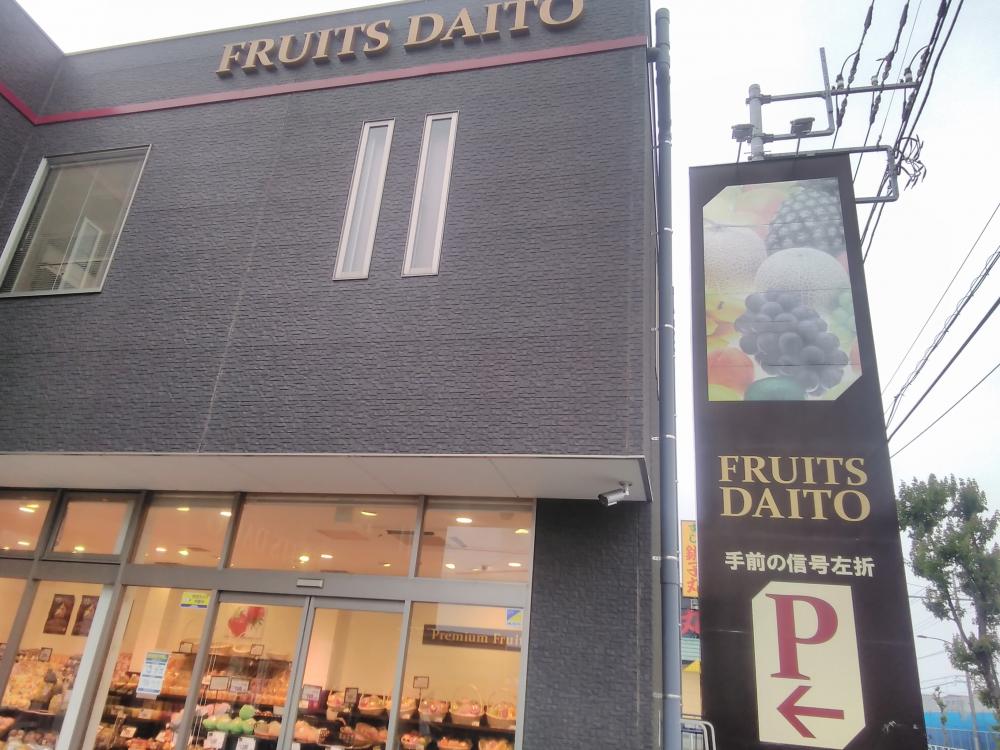 FRUITS DAITO
FRUITS
DAITO
手前の信号左折
P
←
Premium Frui